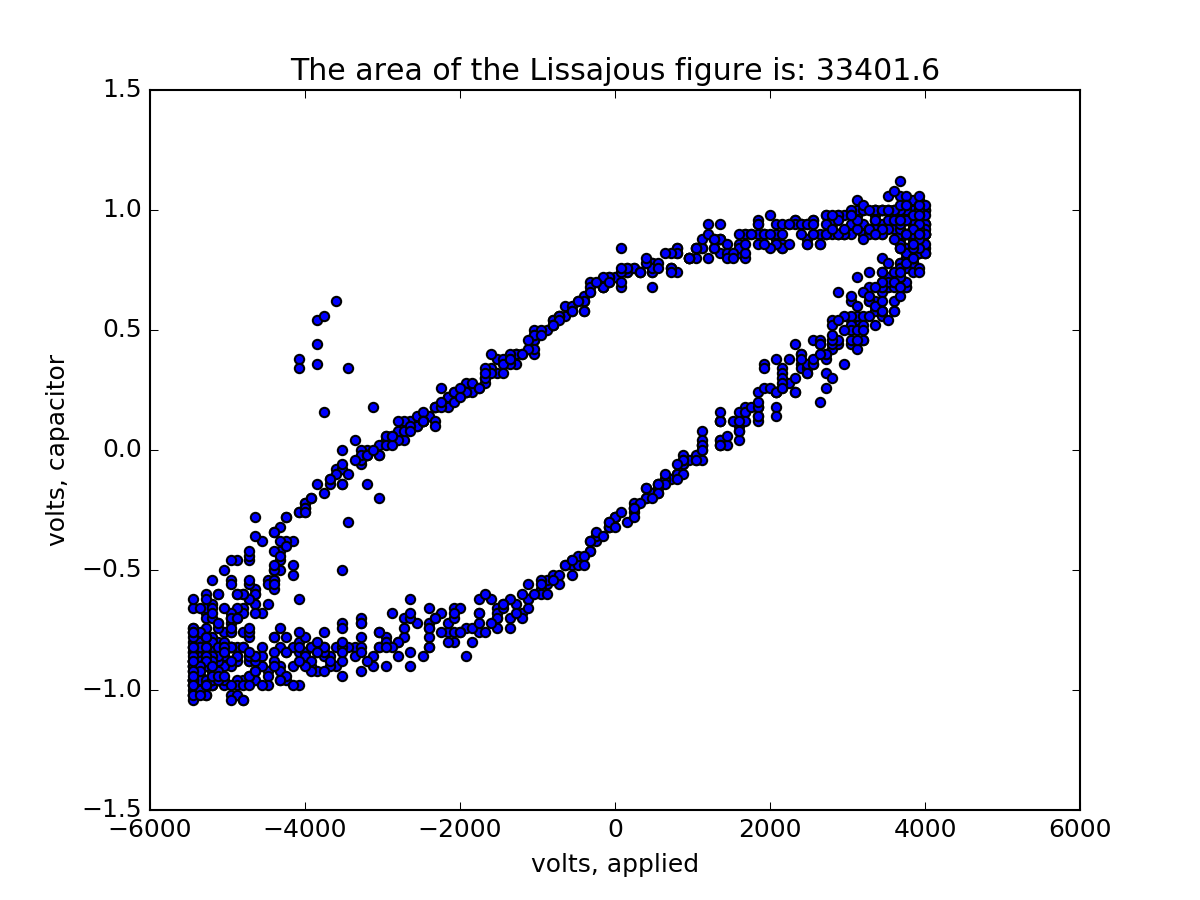 The area of the Lissajous figure is: 33401.6
1.5
1.0
0.5
0.0
−0.5
−1.0
−1.5
volts, capacitor
−6000 −4000 −2000 0 2000 4000 6000
volts, applied